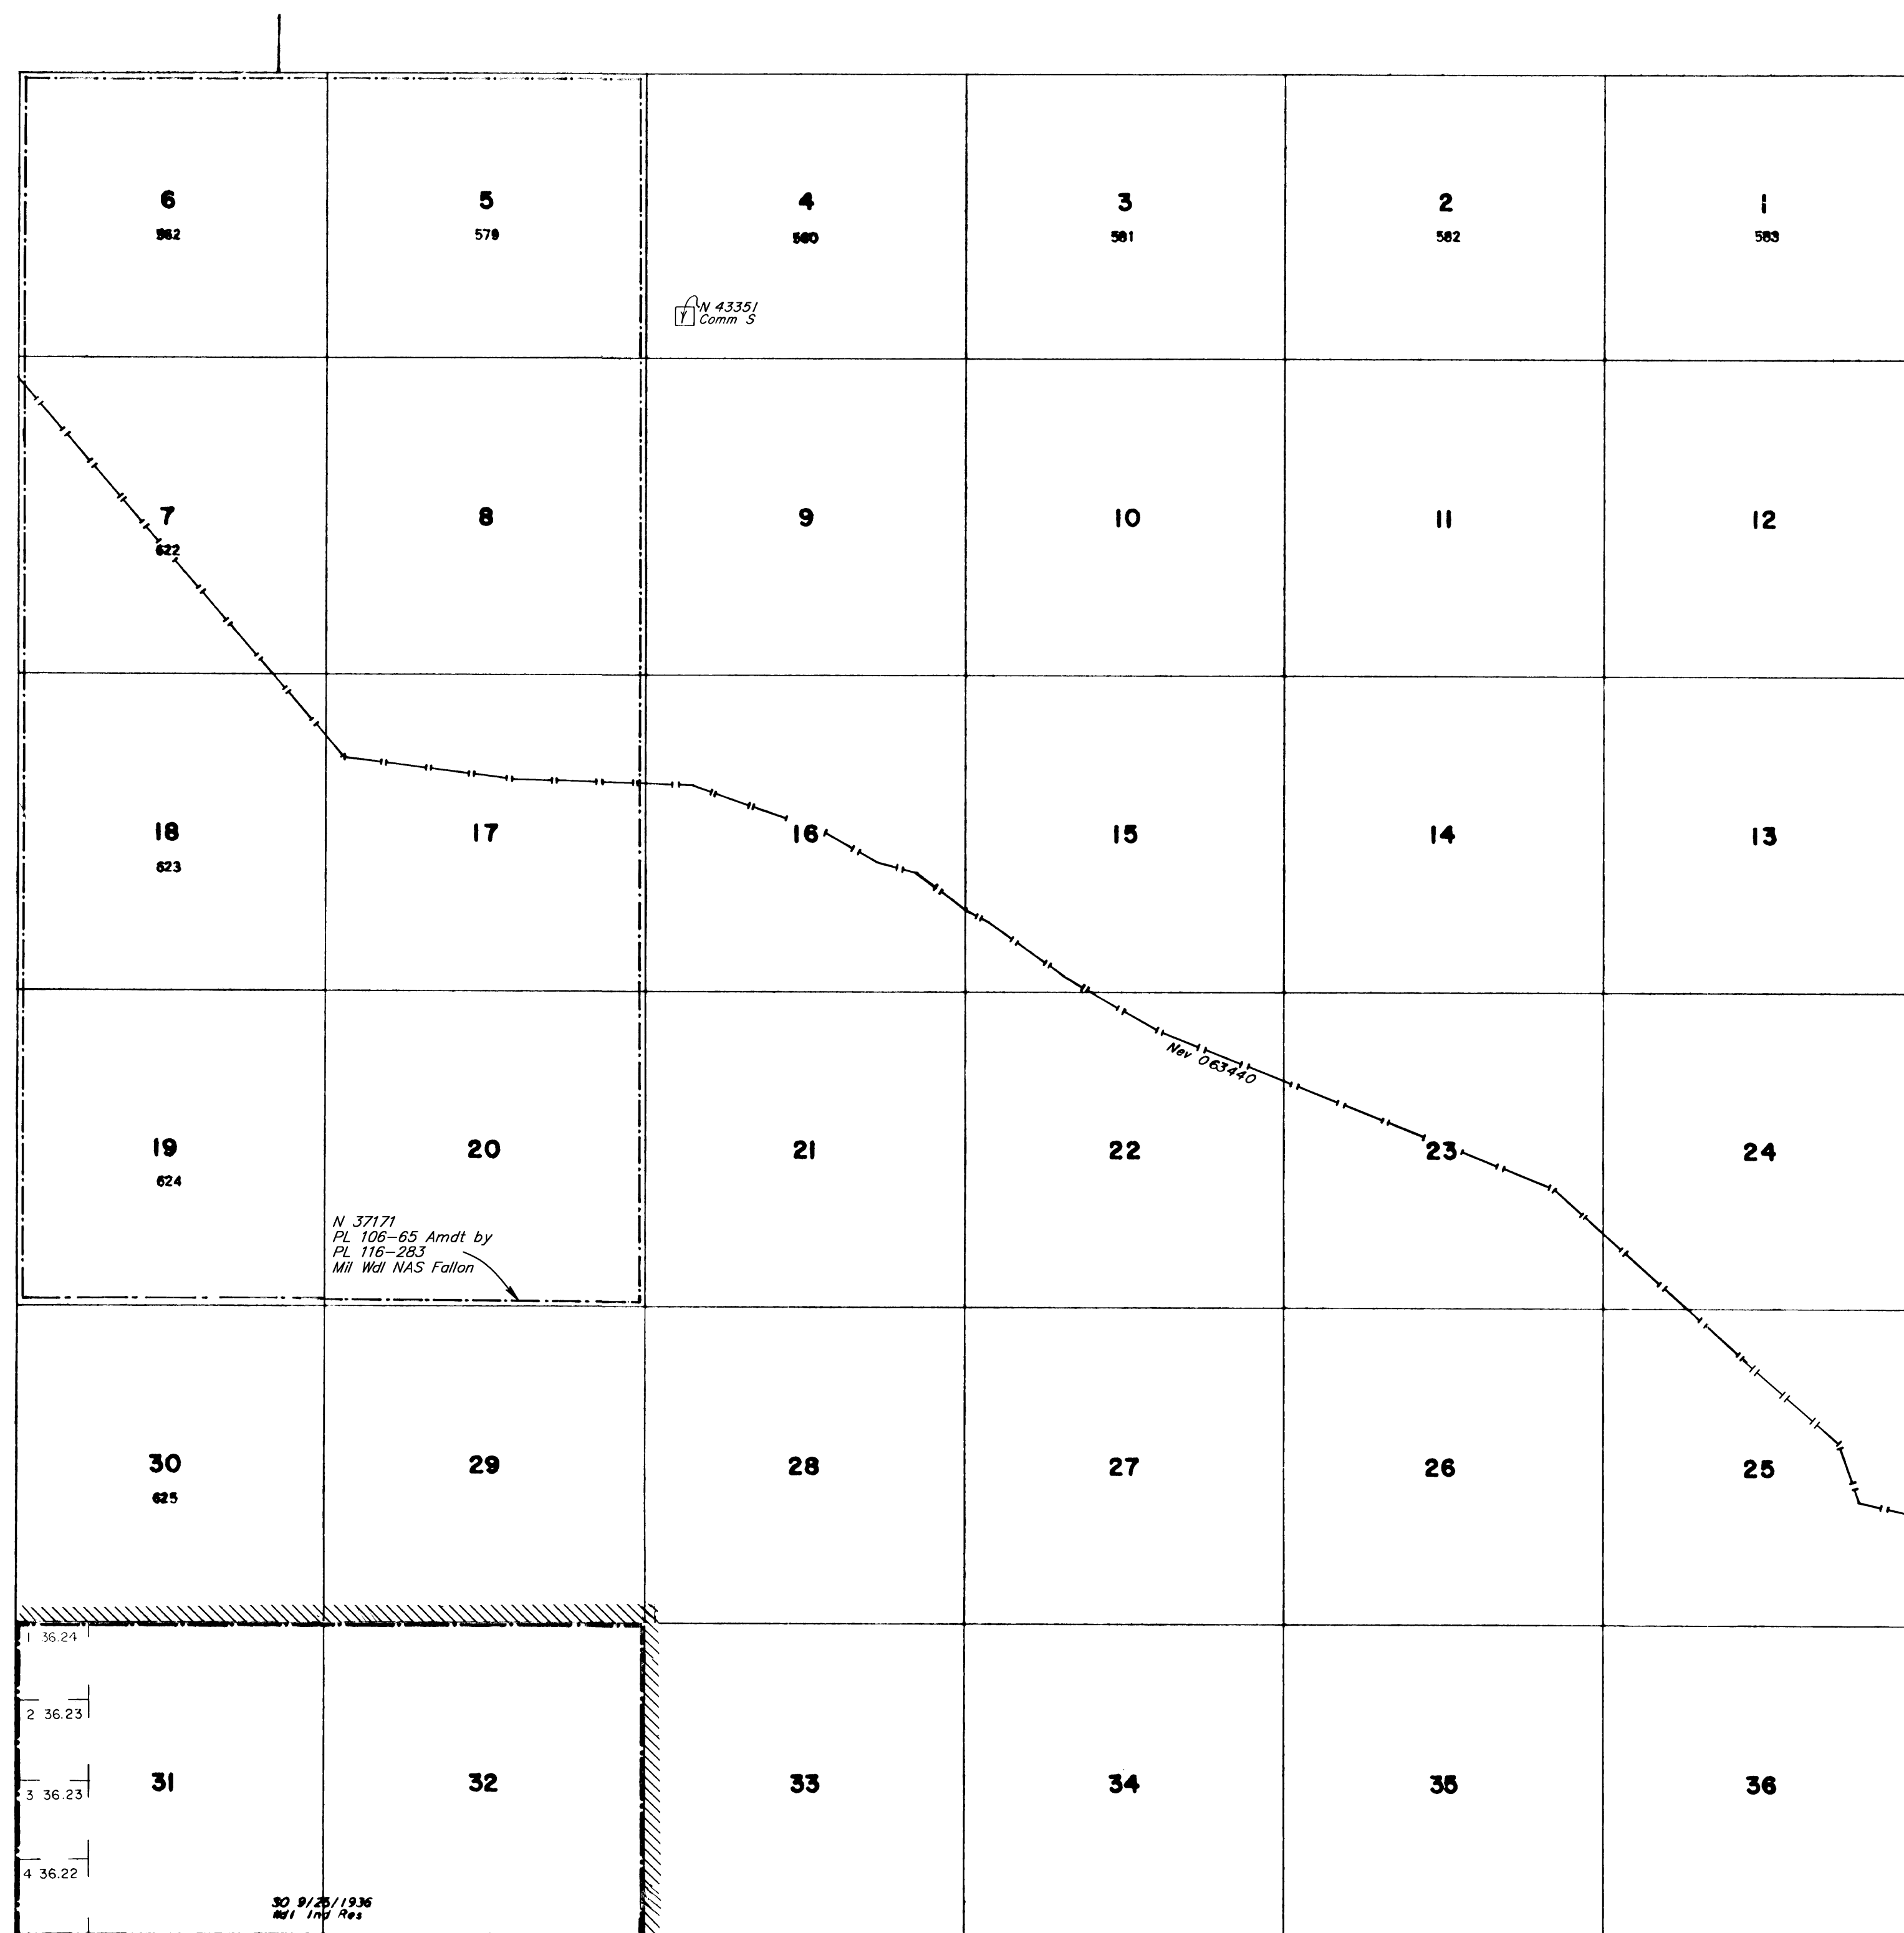 6 5 4 3 2 1
579 581 582 583
N 43351
Comm S
7 8 9 10 11 12
622
18 17 16 15 14 13
623
Nev 063440
19 20 21 22 23 24
624
N 37171
PL 106-65 Amdt by
PL 116-283
Mil Wdl NAS Fallon
30 29 28 27 26 25
625
1 36.24
2 36.23
31 32 33 34 35 36
3 36.23
4 36.22
SO 9/25/1936
Wdl Ind Res